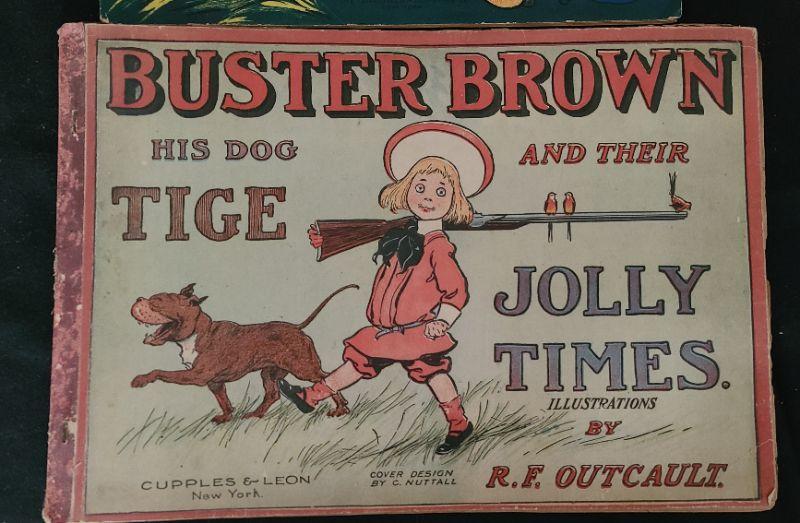 BUSTER BROWN
HIS DOG
AND THEIR
TIGE
JOLLY
TIMES.
ILLUSTRATIONS
BY
R.F. OUTCAULT.
CUPPLES & LEON
New York.
COVER DESIGN
BY C. NUTTALL